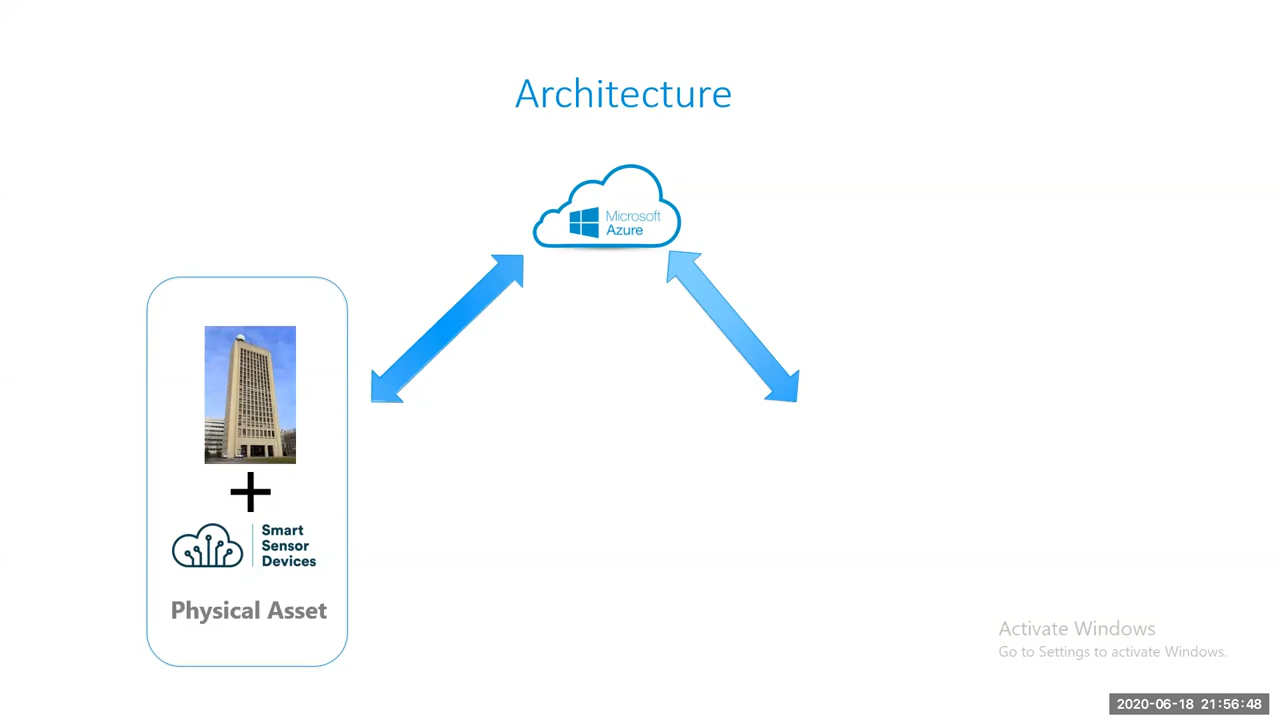 Architecture
Microsoft
Azure
Smart
Sensor
Devices
Physical Asset
Activate Windows
Go to Settings to activate Windows.
2020-06-18 21:56:48